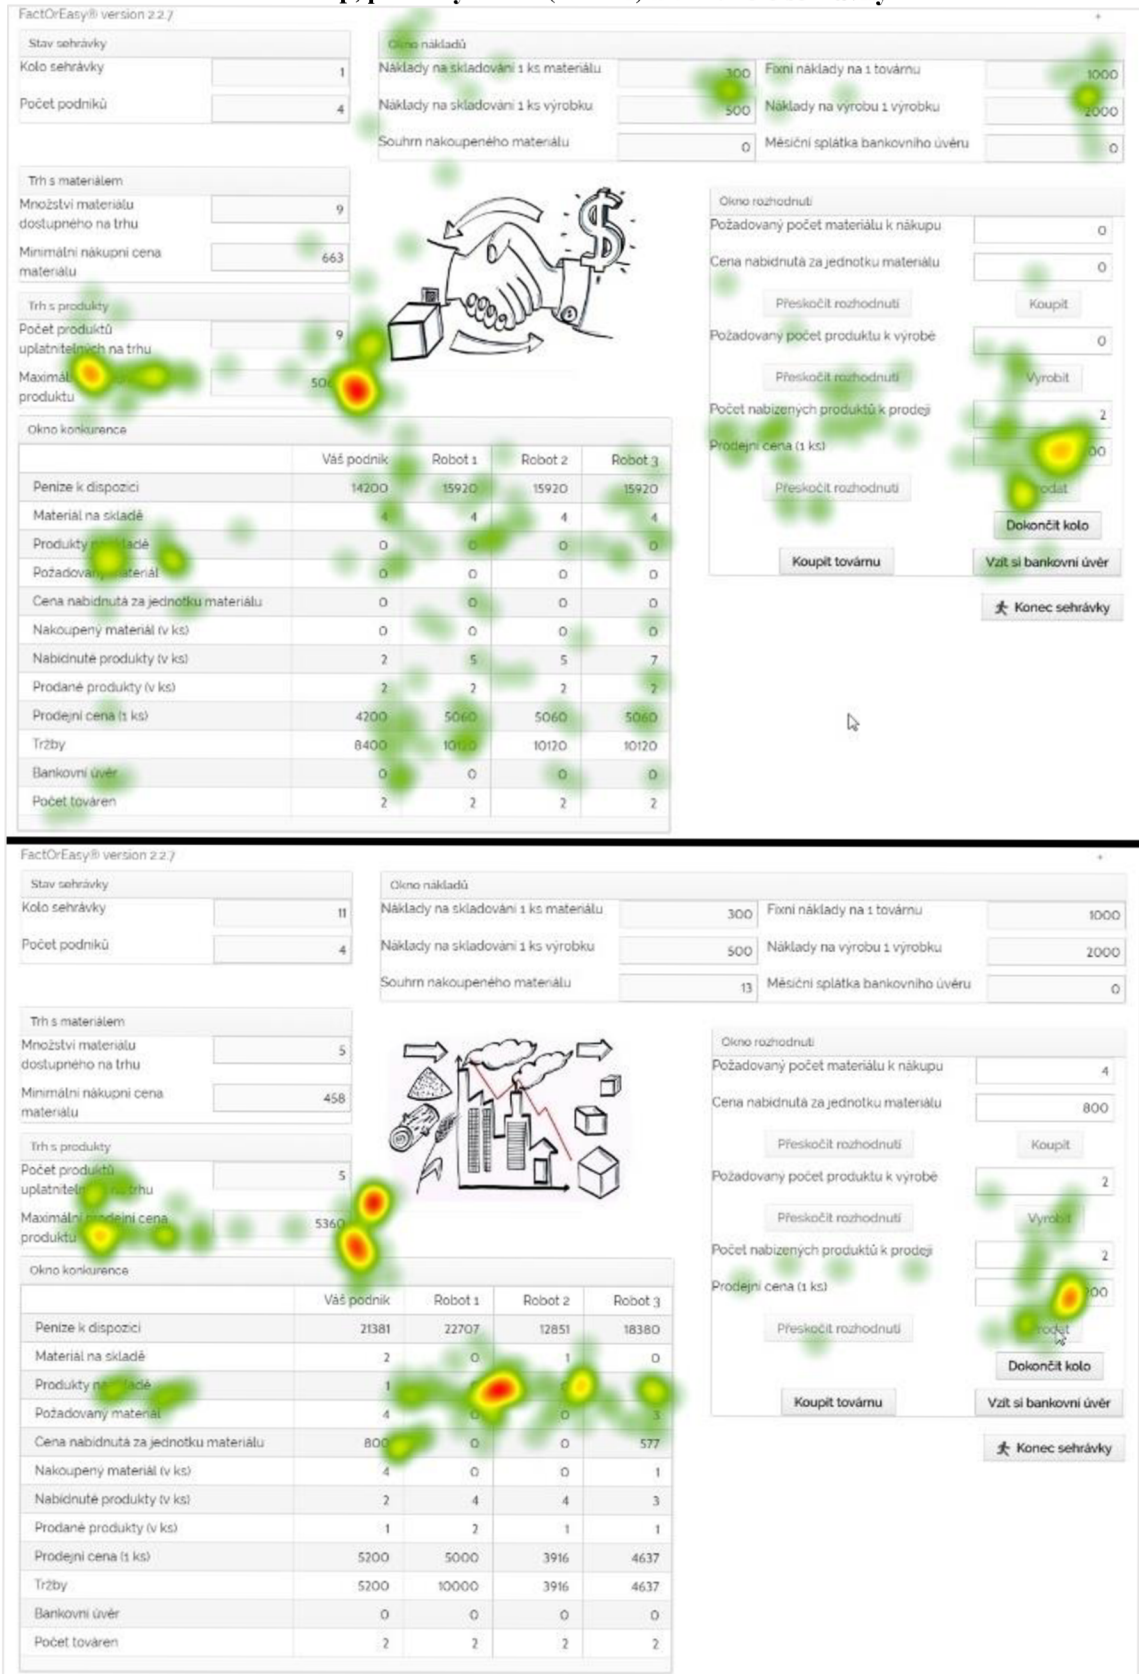 FactOrEasy® version 2.2.7
+
Stav sehrávky
Kolo sehrávky 1
Počet podniků 4
Okno nákladů
Náklady na skladování 1 ks materiálu 300 Fixní náklady na 1 továrnu 1000
Náklady na skladování 1 ks výrobku 500 Náklady na výrobu 1 výrobku 2000
Souhrn nakoupeného materiálu 0 Měsíční splátka bankovního úvěru 0
Trh s materiálem
Množství materiálu
dostupného na trhu 9
Minimální nákupní cena
materiálu 663
Trh s produkty
Počet produktů
uplatnitelných na trhu 9
produktu
Okno rozhodnutí
Požadovaný počet materiálu k nákupu 0
Cena nabídnutá za jednotku materiálu 0
Přeskočit rozhodnutí Koupit
Požadovaný počet produktu k výrobě 0
Přeskočit rozhodnutí Vyrobit
Počet nabízených produktů k prodeji 2
Prodejní cena (1 ks)
Přeskočit rozhodnutí
Dokončit kolo
Koupit továrnu Vzít si bankovní úvěr
Konec sehrávky
Okno konkurence
Váš podnik Robot 1 Robot 2 Robot 3
Peníze k dispozici 14200 15920 15920 15920
Materiál na skladě 4 4 4 4
Produkty na skladě 0 0 0 0
Požadovaný materiál 0 0 0 0
Cena nabídnutá za jednotku materiálu 0 0 0 0
Nakoupený materiál (v ks) 0 0 0 0
Nabídnuté produkty (v ks) 2 5 5 7
Prodané produkty (v ks) 2 2 2 2
Prodejní cena (1 ks) 4200 5060 5060 5060
Tržby 8400 10120 10120 10120
Bankovní úvěr 0 0 0 0
Počet továren 2 2 2 2
FactOrEasy® version 2.2.7
+
Stav sehrávky
Kolo sehrávky 11
Počet podniků 4
Okno nákladů
Náklady na skladování 1 ks materiálu 300 Fixní náklady na 1 továrnu 1000
Náklady na skladování 1 ks výrobku 500 Náklady na výrobu 1 výrobku 2000
Souhrn nakoupeného materiálu 13 Měsíční splátka bankovního úvěru 0
Trh s materiálem
Množství materiálu
dostupného na trhu 5
Minimální nákupní cena
materiálu 458
Trh s produkty
Počet produktů
uplatnitelných na trhu 5
Maximální prodejní cena
produktu 5360
Okno rozhodnutí
Požadovaný počet materiálu k nákupu 4
Cena nabídnutá za jednotku materiálu 800
Přeskočit rozhodnutí Koupit
Požadovaný počet produktu k výrobě 2
Přeskočit rozhodnutí Vyrobit
Počet nabízených produktů k prodeji 2
Prodejní cena (1 ks)
Přeskočit rozhodnutí Prodat
Dokončit kolo
Koupit továrnu Vzít si bankovní úvěr
Konec sehrávky
Okno konkurence
Váš podnik Robot 1 Robot 2 Robot 3
Peníze k dispozici 21381 22707 12851 18380
Materiál na skladě 2 0 1 0
Produkty na skladě 1
Požadovaný materiál 4 0 0 3
Cena nabídnutá za jednotku materiálu 800 0 0 577
Nakoupený materiál (v ks) 4 0 0 1
Nabídnuté produkty (v ks) 2 4 4 3
Prodané produkty (v ks) 1 2 1 1
Prodejní cena (1 ks) 5200 5000 3916 4637
Tržby 5200 10000 3916 4637
Bankovní úvěr 0 0 0 0
Počet továren 2 2 2 2